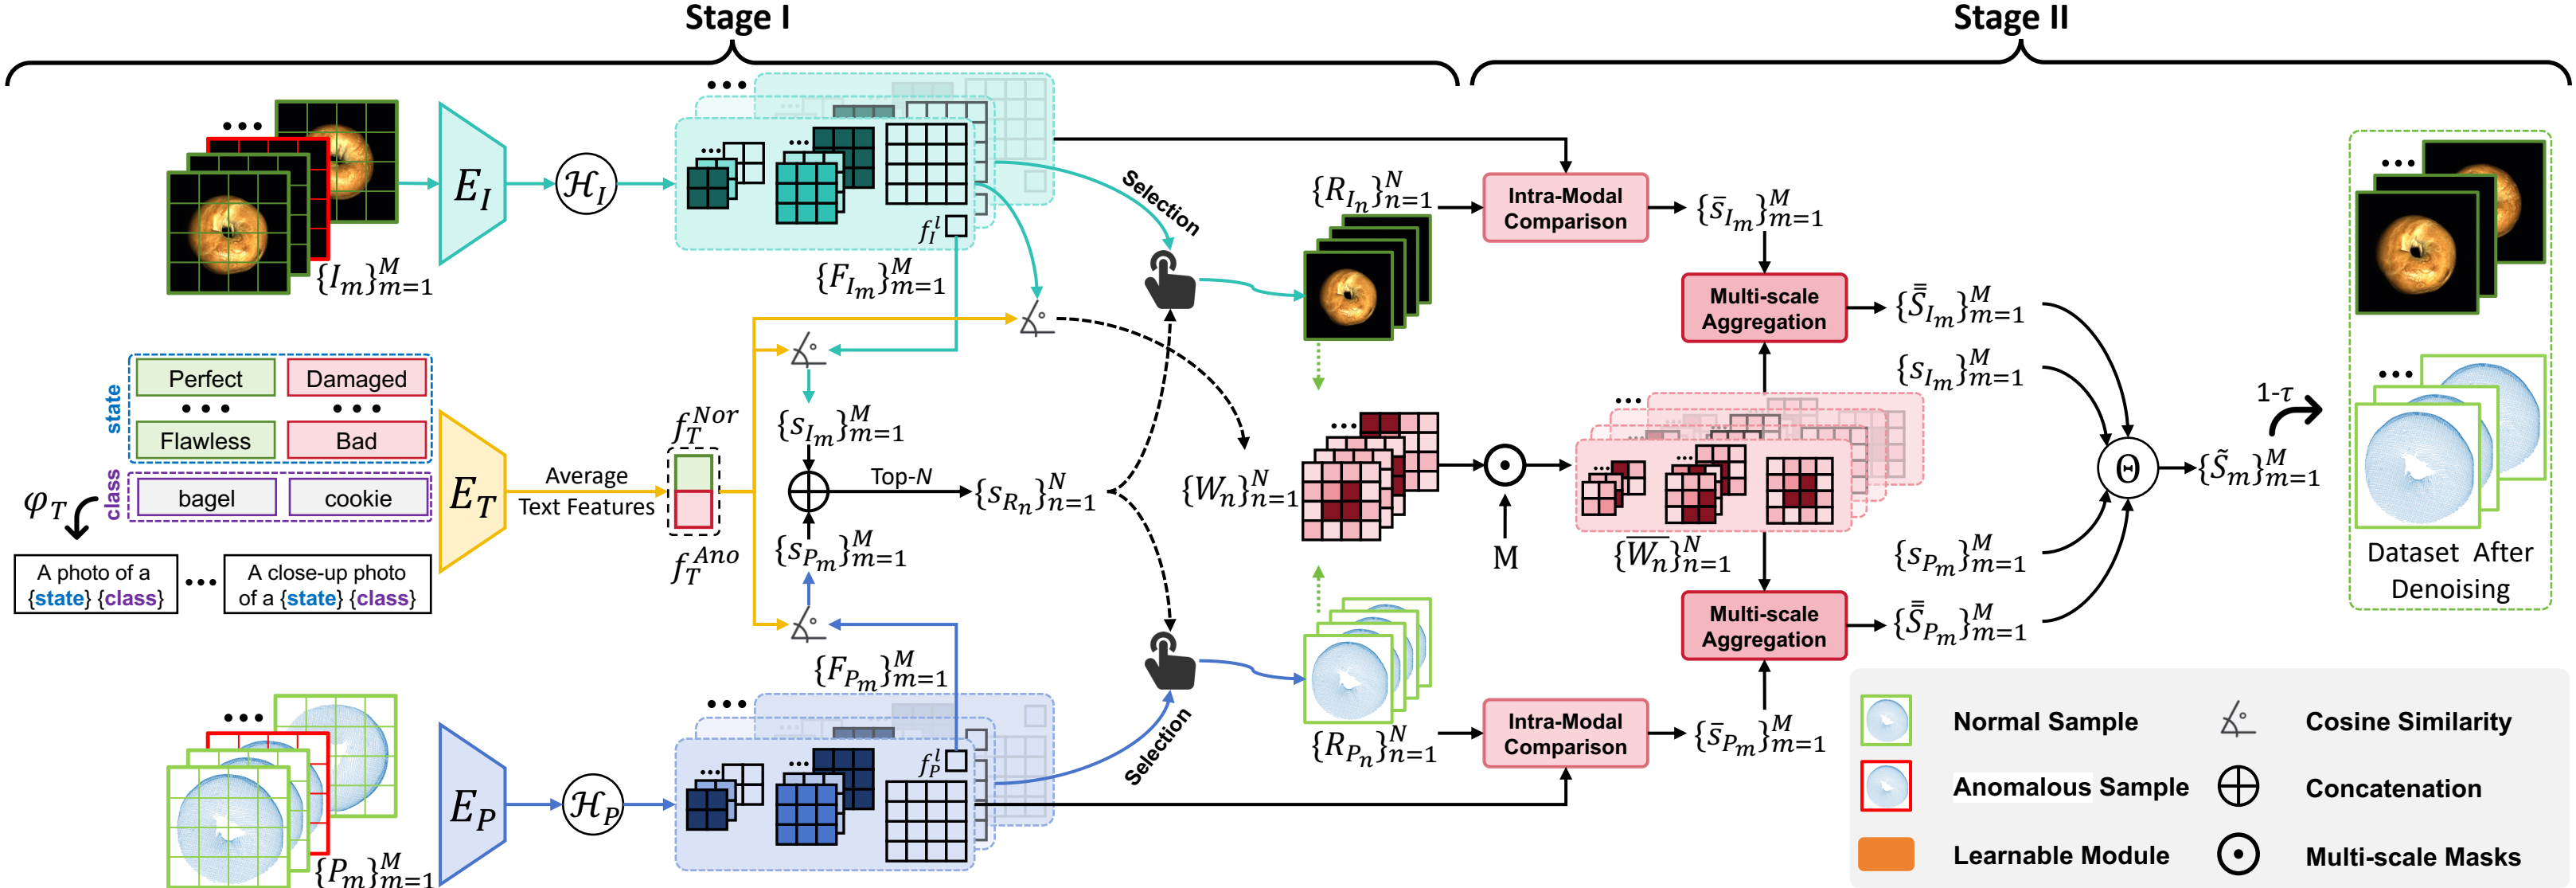 Stage I
Stage II
{I_m}_{m=1}^M
E_I
ℋ_I
f_I^l
{F_{I_m}}_{m=1}^M
Selection
{R_{I_n}}_{n=1}^N
Intra-Modal
Comparison
{s̄_{I_m}}_{m=1}^M
Multi-scale
Aggregation
{S̿_{I_m}}_{m=1}^M
{s_{I_m}}_{m=1}^M
state
Perfect
Damaged
Flawless
Bad
class
bagel
cookie
φ_T
A photo of a
{state} {class}
A close-up photo
of a {state} {class}
E_T
Average
Text Features
f_T^{Nor}
f_T^{Ano}
{s_{I_m}}_{m=1}^M
{s_{P_m}}_{m=1}^M
Top-N
{s_{R_n}}_{n=1}^N
{W_n}_{n=1}^N
M
{\overline{W_n}}_{n=1}^N
Θ
{S̃_m}_{m=1}^M
1-τ
Dataset After
Denoising
{s_{P_m}}_{m=1}^M
Multi-scale
Aggregation
{S̿_{P_m}}_{m=1}^M
{P_m}_{m=1}^M
E_P
ℋ_P
{F_{P_m}}_{m=1}^M
f_P^l
Selection
{R_{P_n}}_{n=1}^N
Intra-Modal
Comparison
{s̄_{P_m}}_{m=1}^M
Normal Sample
Cosine Similarity
Anomalous Sample
Concatenation
Learnable Module
Multi-scale Masks